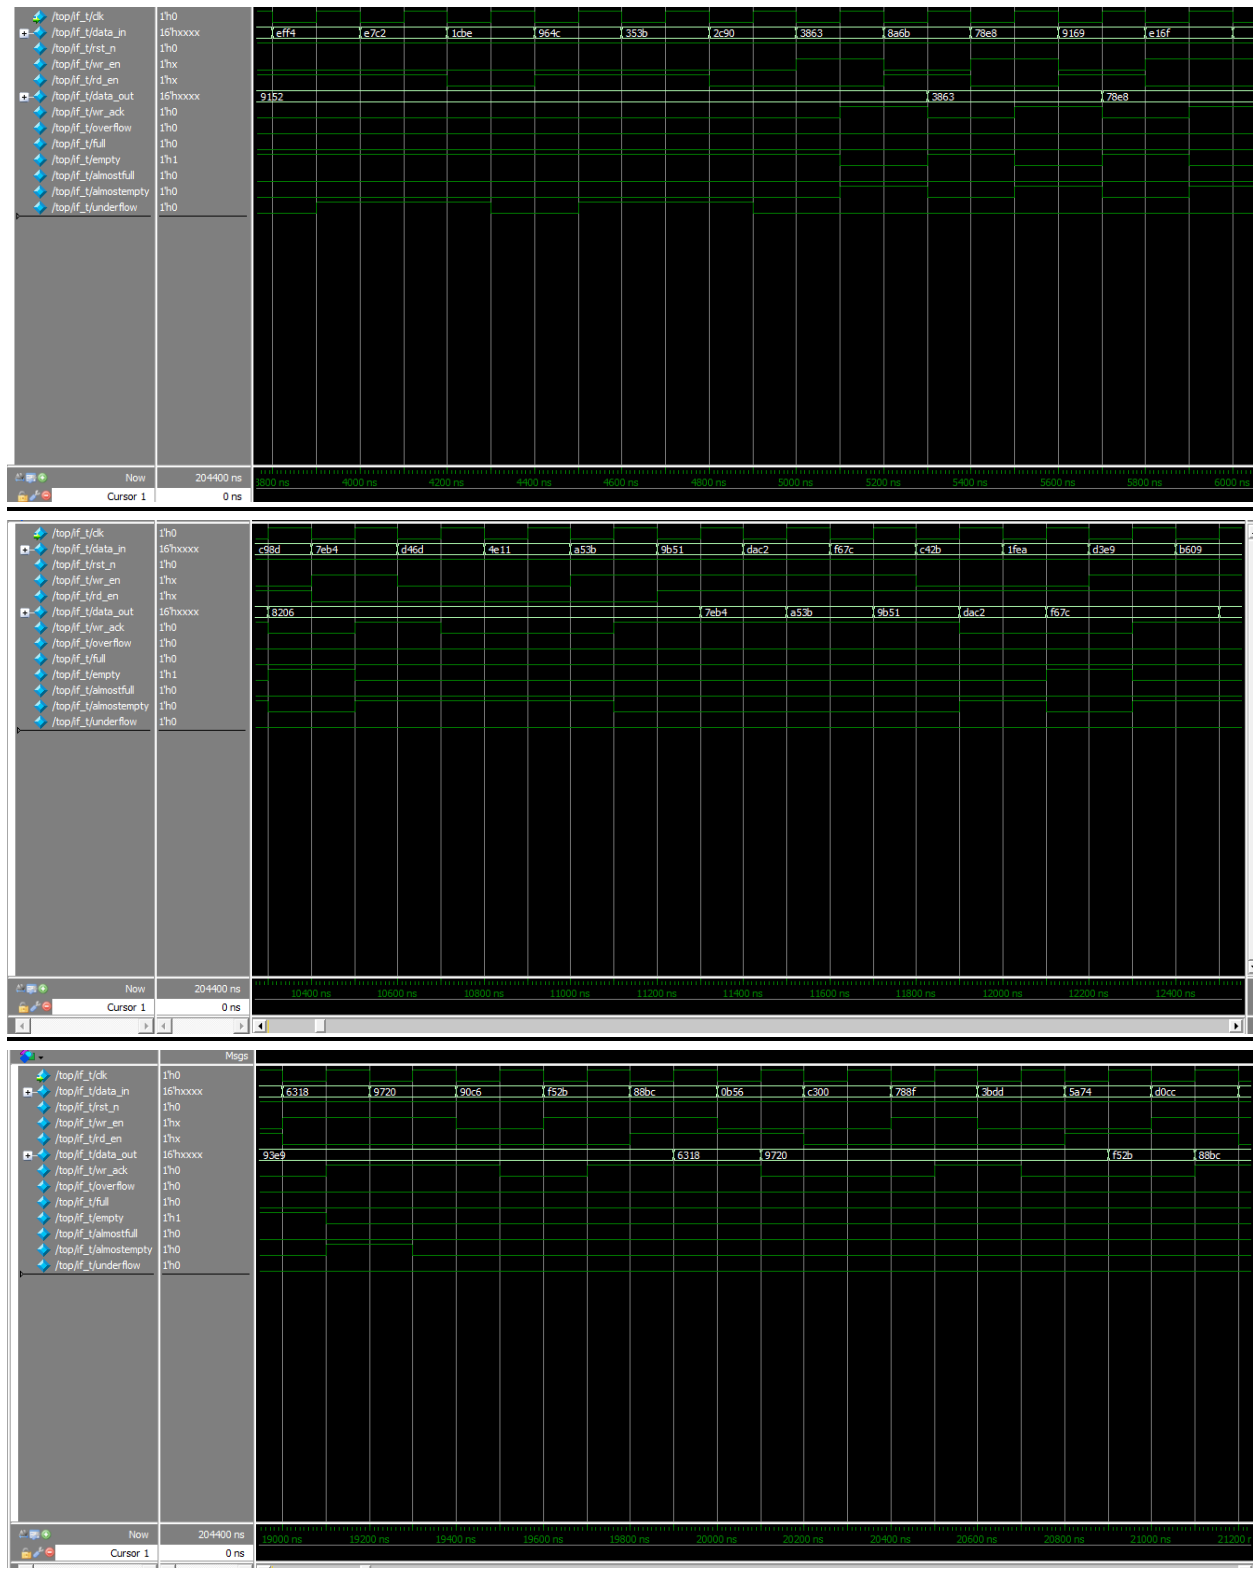 /top/if_t/clk 1'h0
/top/if_t/data_in 16'hxxxx eff4 e7c2 1cbe 964c 353b 2c90 3863 8a6b 78e8 9169 e16f
/top/if_t/rst_n 1'h0
/top/if_t/wr_en 1'hx
/top/if_t/rd_en 1'hx
/top/if_t/data_out 16'hxxxx 9152 3863 78e8
/top/if_t/wr_ack 1'h0
/top/if_t/overflow 1'h0
/top/if_t/full 1'h0
/top/if_t/empty 1'h1
/top/if_t/almostfull 1'h0
/top/if_t/almostempty 1'h0
/top/if_t/underflow 1'h0
Now 204400 ns 3800 ns 4000 ns 4200 ns 4400 ns 4600 ns 4800 ns 5000 ns 5200 ns 5400 ns 5600 ns 5800 ns 6000 ns
Cursor 1 0 ns
/top/if_t/clk 1'h0
/top/if_t/data_in 16'hxxxx c98d 7eb4 d46d 4e11 a53b 9b51 dac2 f67c c42b 1fea d3e9 b609
/top/if_t/rst_n 1'h0
/top/if_t/wr_en 1'hx
/top/if_t/rd_en 1'hx
/top/if_t/data_out 16'hxxxx 8206 7eb4 a53b 9b51 dac2 f67c
/top/if_t/wr_ack 1'h0
/top/if_t/overflow 1'h0
/top/if_t/full 1'h0
/top/if_t/empty 1'h1
/top/if_t/almostfull 1'h0
/top/if_t/almostempty 1'h0
/top/if_t/underflow 1'h0
Now 204400 ns 10400 ns 10600 ns 10800 ns 11000 ns 11200 ns 11400 ns 11600 ns 11800 ns 12000 ns 12200 ns 12400 ns
Cursor 1 0 ns
Msgs
/top/if_t/clk 1'h0
/top/if_t/data_in 16'hxxxx 6318 9720 90c6 f52b 88bc 0b56 c300 788f 3bdd 5a74 d0cc
/top/if_t/rst_n 1'h0
/top/if_t/wr_en 1'hx
/top/if_t/rd_en 1'hx
/top/if_t/data_out 16'hxxxx 93e9 6318 9720 f52b 88bc
/top/if_t/wr_ack 1'h0
/top/if_t/overflow 1'h0
/top/if_t/full 1'h0
/top/if_t/empty 1'h1
/top/if_t/almostfull 1'h0
/top/if_t/almostempty 1'h0
/top/if_t/underflow 1'h0
Now 204400 ns 19000 ns 19200 ns 19400 ns 19600 ns 19800 ns 20000 ns 20200 ns 20400 ns 20600 ns 20800 ns 21000 ns 21200 r
Cursor 1 0 ns